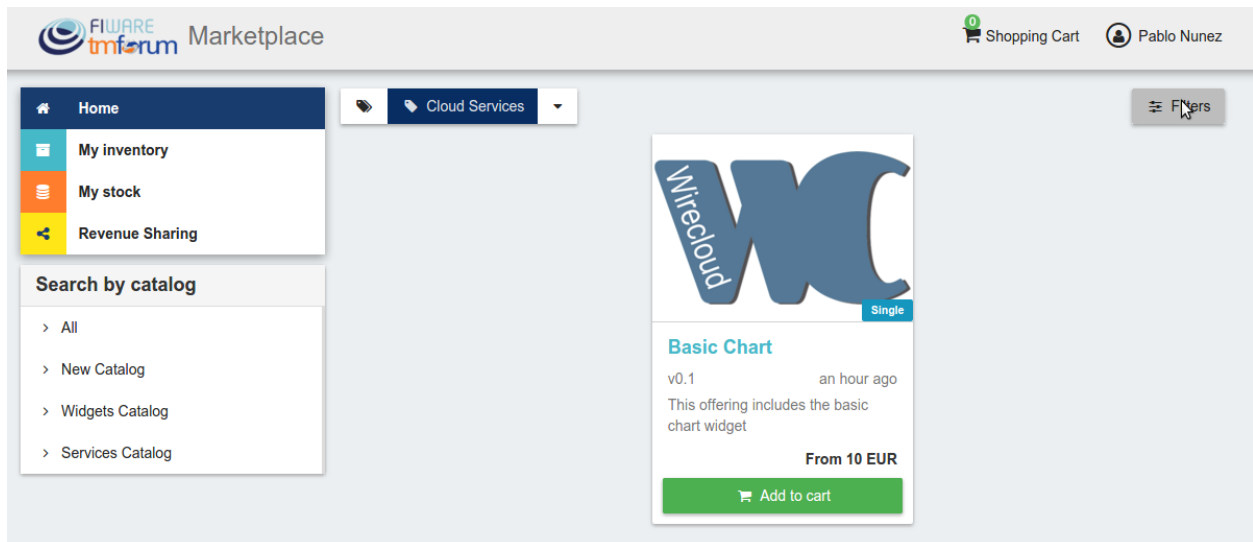 FIWARE
tmforum
Marketplace
0
Shopping Cart
Pablo Nunez
Home
My inventory
My stock
Revenue Sharing
Search by catalog
All
New Catalog
Widgets Catalog
Services Catalog
Cloud Services
Filters
Wirecloud
WC
Single
Basic Chart
v0.1 an hour ago
This offering includes the basic
chart widget
From 10 EUR
Add to cart